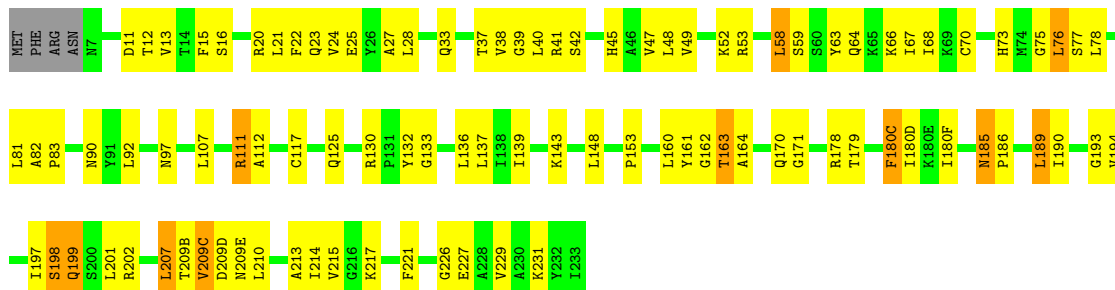 MET PHE ARG ASN N7 D11 T12 V13 T14 F15 S16 R20 L21 F22 Q23 V24 E25 Y26 A27 L28 Q33 T37 V38 G39 L40 R41 S42 H45 A46 V47 L48 V49 K52 R53 L58 S59 S60 Y63 Q64 K65 K66 I67 I68 K69 C70 H73 M74 G75 L76 S77 L78
L81 A82 P83 N90 Y91 L92 N97 L107 R111 A112 C117 Q125 R130 P131 Y132 G133 L136 L137 I138 I139 K143 L148 P153 L160 Y161 G162 T163 A164 Q170 G171 R178 T179 F180C I180D K180E I180F N185 P186 L189 I190 G193
I197 S198 Q199 S200 L201 R202 L207 T209B V209C D209D N209E L210 A213 I214 V215 G216 K217 F221 G226 E227 A228 V229 A230 K231 Y232 I233